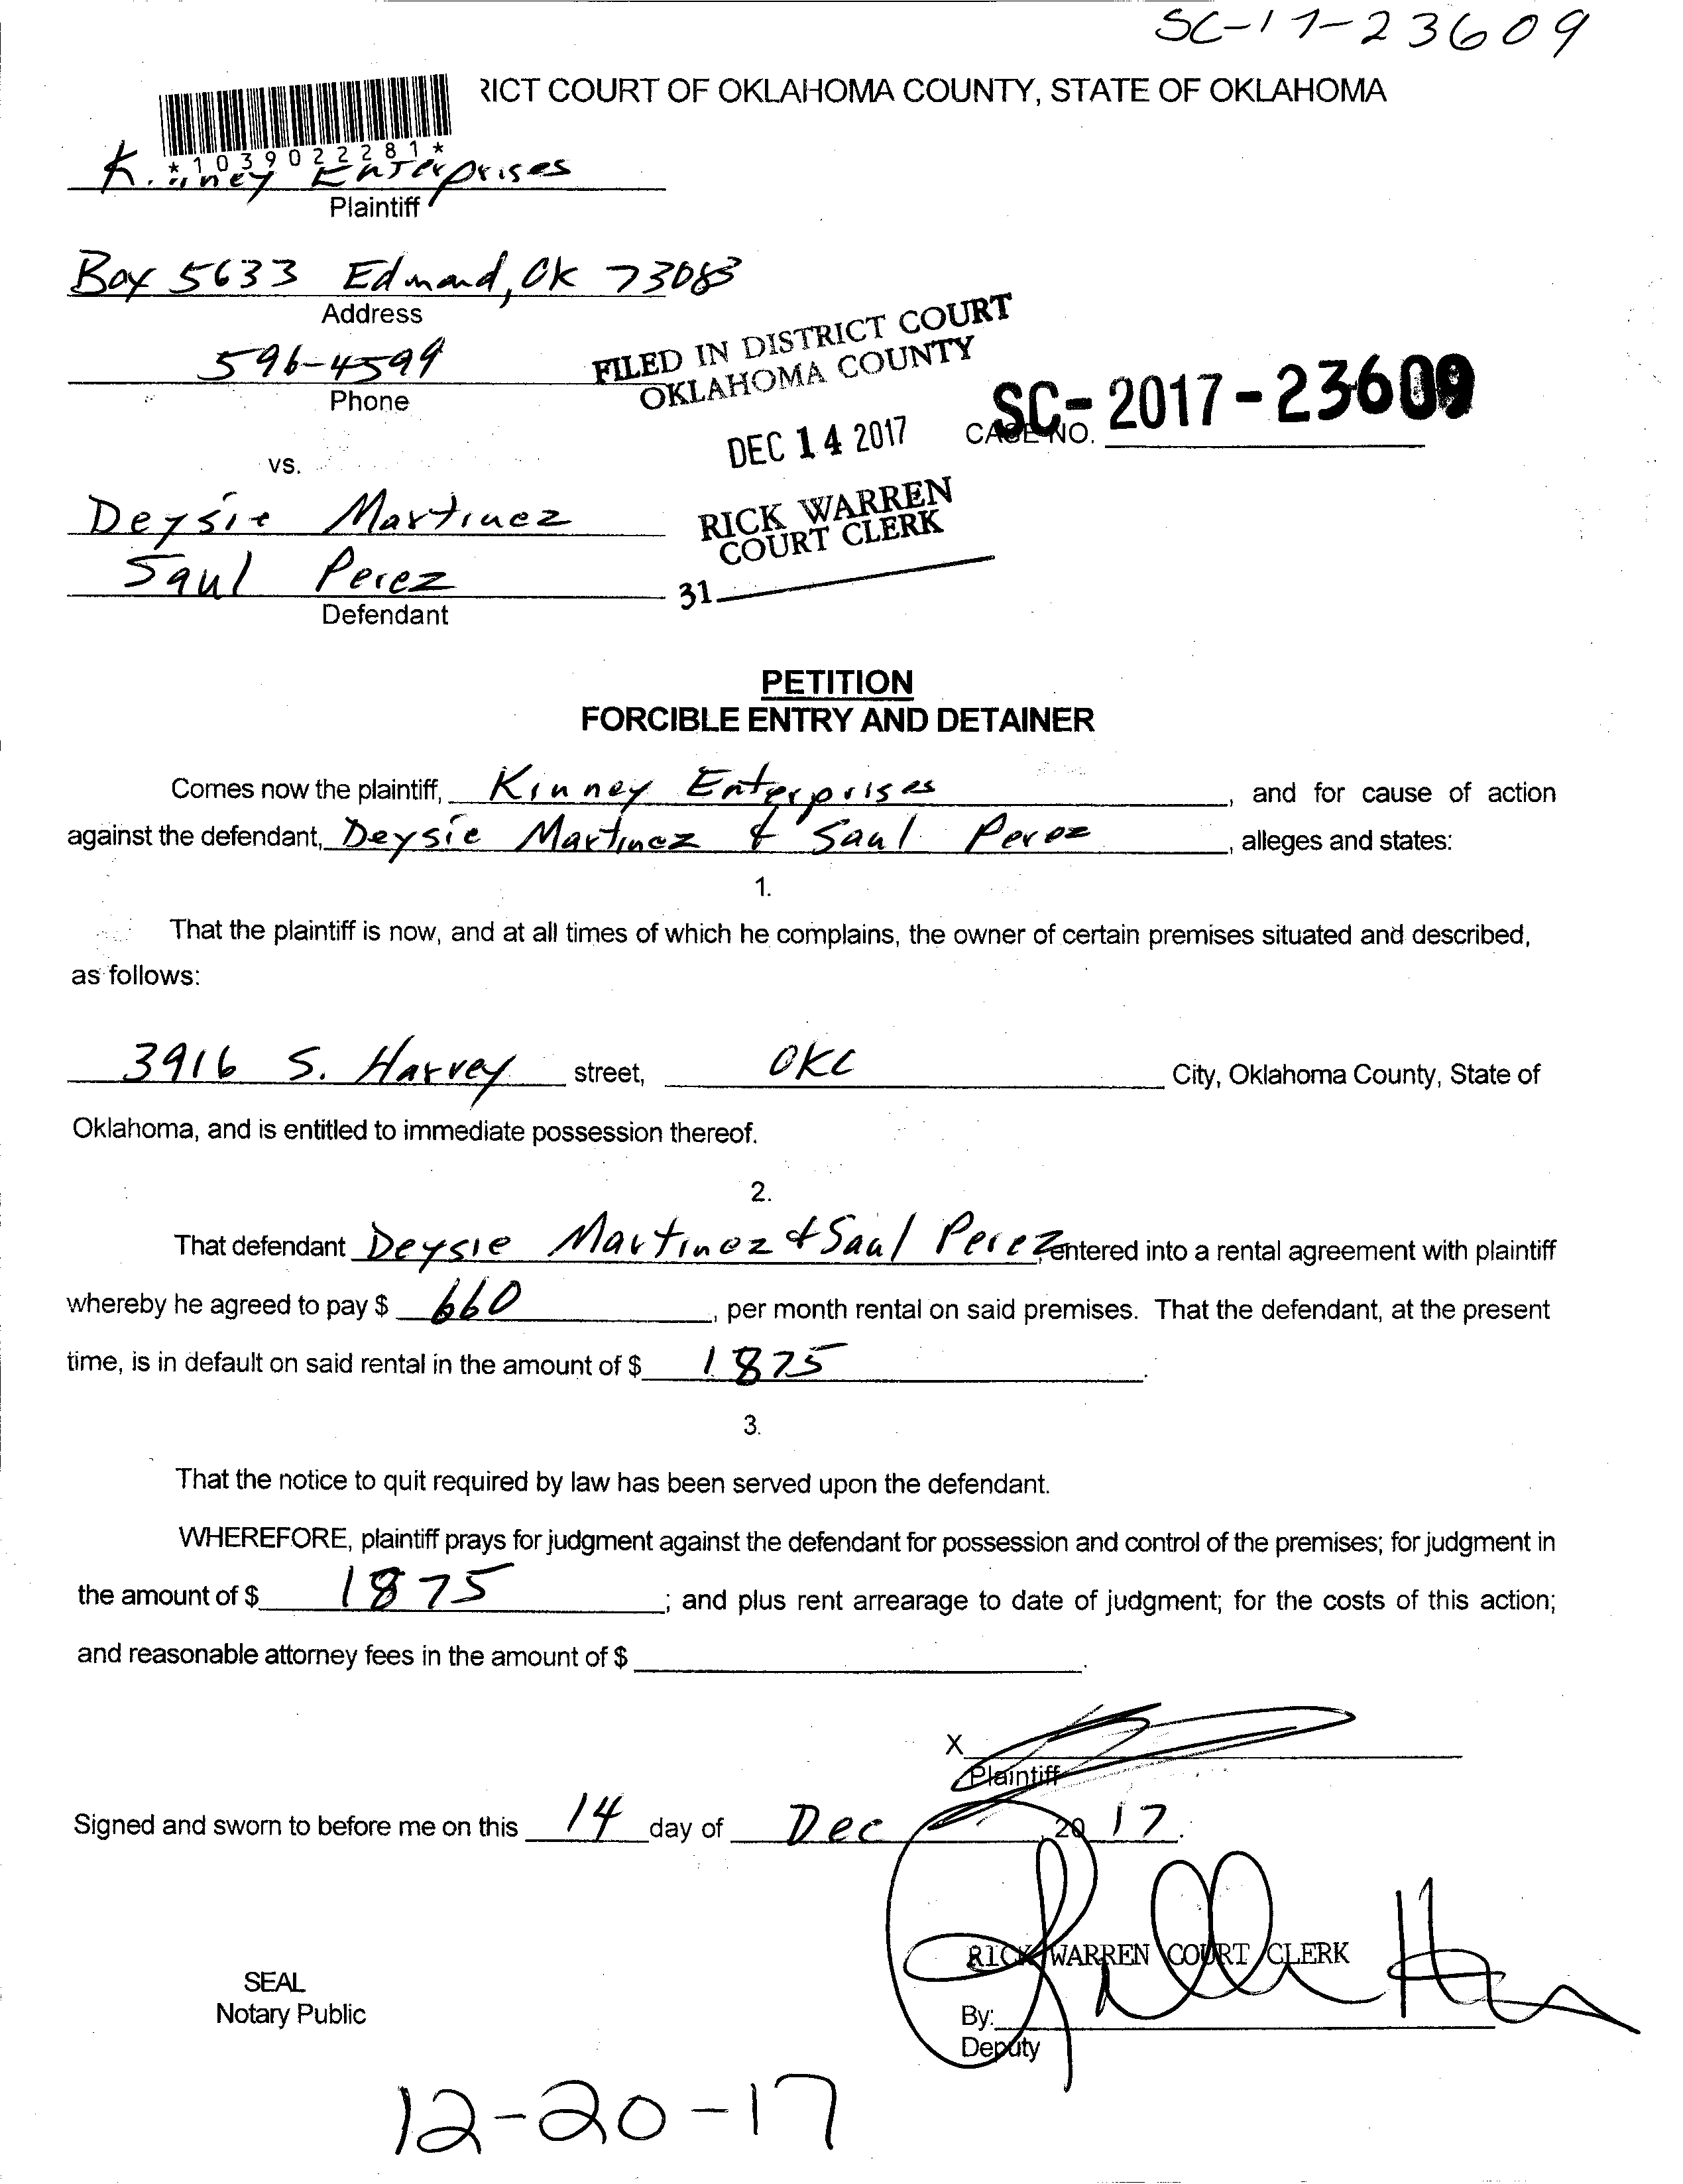 SC-17-23609
RICT COURT OF OKLAHOMA COUNTY, STATE OF OKLAHOMA
*1039022281*
Kinney Enterprises
Plaintiff
Box 5633 Edmond, Ok 73083
Address
596-4599
Phone
FILED IN DISTRICT COURT
OKLAHOMA COUNTY
DEC 14 2017
CASE NO. SC-2017-23609
vs.
RICK WARREN
COURT CLERK
31
Deysie Martinez
Saul Perez
Defendant
PETITION
FORCIBLE ENTRY AND DETAINER
Comes now the plaintiff, Kinney Enterprises, and for cause of action
against the defendant, Deysie Martinez & Saul Perez, alleges and states:
1.
That the plaintiff is now, and at all times of which he complains, the owner of certain premises situated and described,
as follows:
3916 S. Harvey street, OKC City, Oklahoma County, State of
Oklahoma, and is entitled to immediate possession thereof.
2.
That defendant Deysie Martinez & Saul Perez, entered into a rental agreement with plaintiff
whereby he agreed to pay $ 660, per month rental on said premises. That the defendant, at the present
time, is in default on said rental in the amount of $ 1875.
3.
That the notice to quit required by law has been served upon the defendant.
WHEREFORE, plaintiff prays for judgment against the defendant for possession and control of the premises; for judgment in
the amount of $ 1875; and plus rent arrearage to date of judgment; for the costs of this action;
and reasonable attorney fees in the amount of $ .
X
Plaintiff
Signed and sworn to before me on this 14 day of Dec, 20 17.
RICK WARREN COURT CLERK
SEAL
Notary Public
By:
Deputy
12-20-17